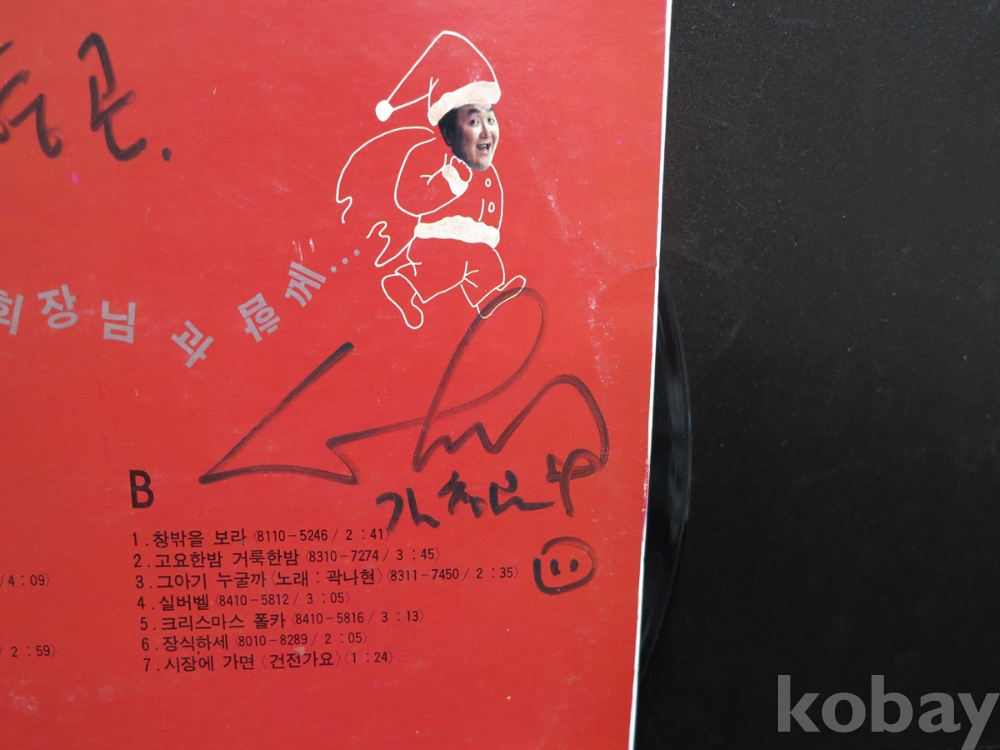 회장님과 함께...
B
1. 창밖을 보라 〈8110-5246 / 2 : 41〉
2. 고요한밤 거룩한밤 〈8310-7274 / 3 : 45〉
3. 그아기 누굴까 〈노래 : 곽나현〉〈8311-7450 / 2 : 35〉
/ 4 : 09〉
4. 실버벨 〈8410-5812 / 3 : 05〉
5. 크리스마스 폴카 〈8410-5816 / 3 : 13〉
6. 장식하세 〈8010-8289 / 2 : 05〉
/ 2 : 59〉
7. 시장에 가면 〈건전가요〉〈1 : 24〉
kobay